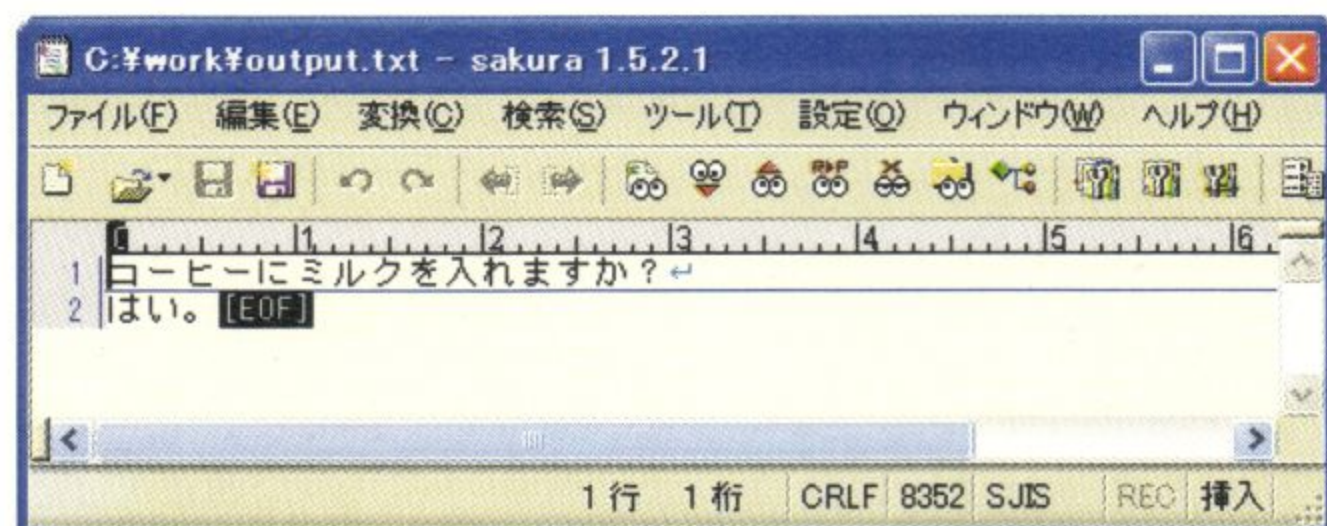 C:¥work¥output.txt - sakura 1.5.2.1
ファイル(F) 編集(E) 変換(C) 検索(S) ツール(T) 設定(O) ウィンドウ(W) ヘルプ(H)
0 1 2 3 4 5 6
1 コーヒーにミルクを入れますか？↵
2 はい。[EOF]
1行 1桁 CRLF 8352 SJIS REC 挿入